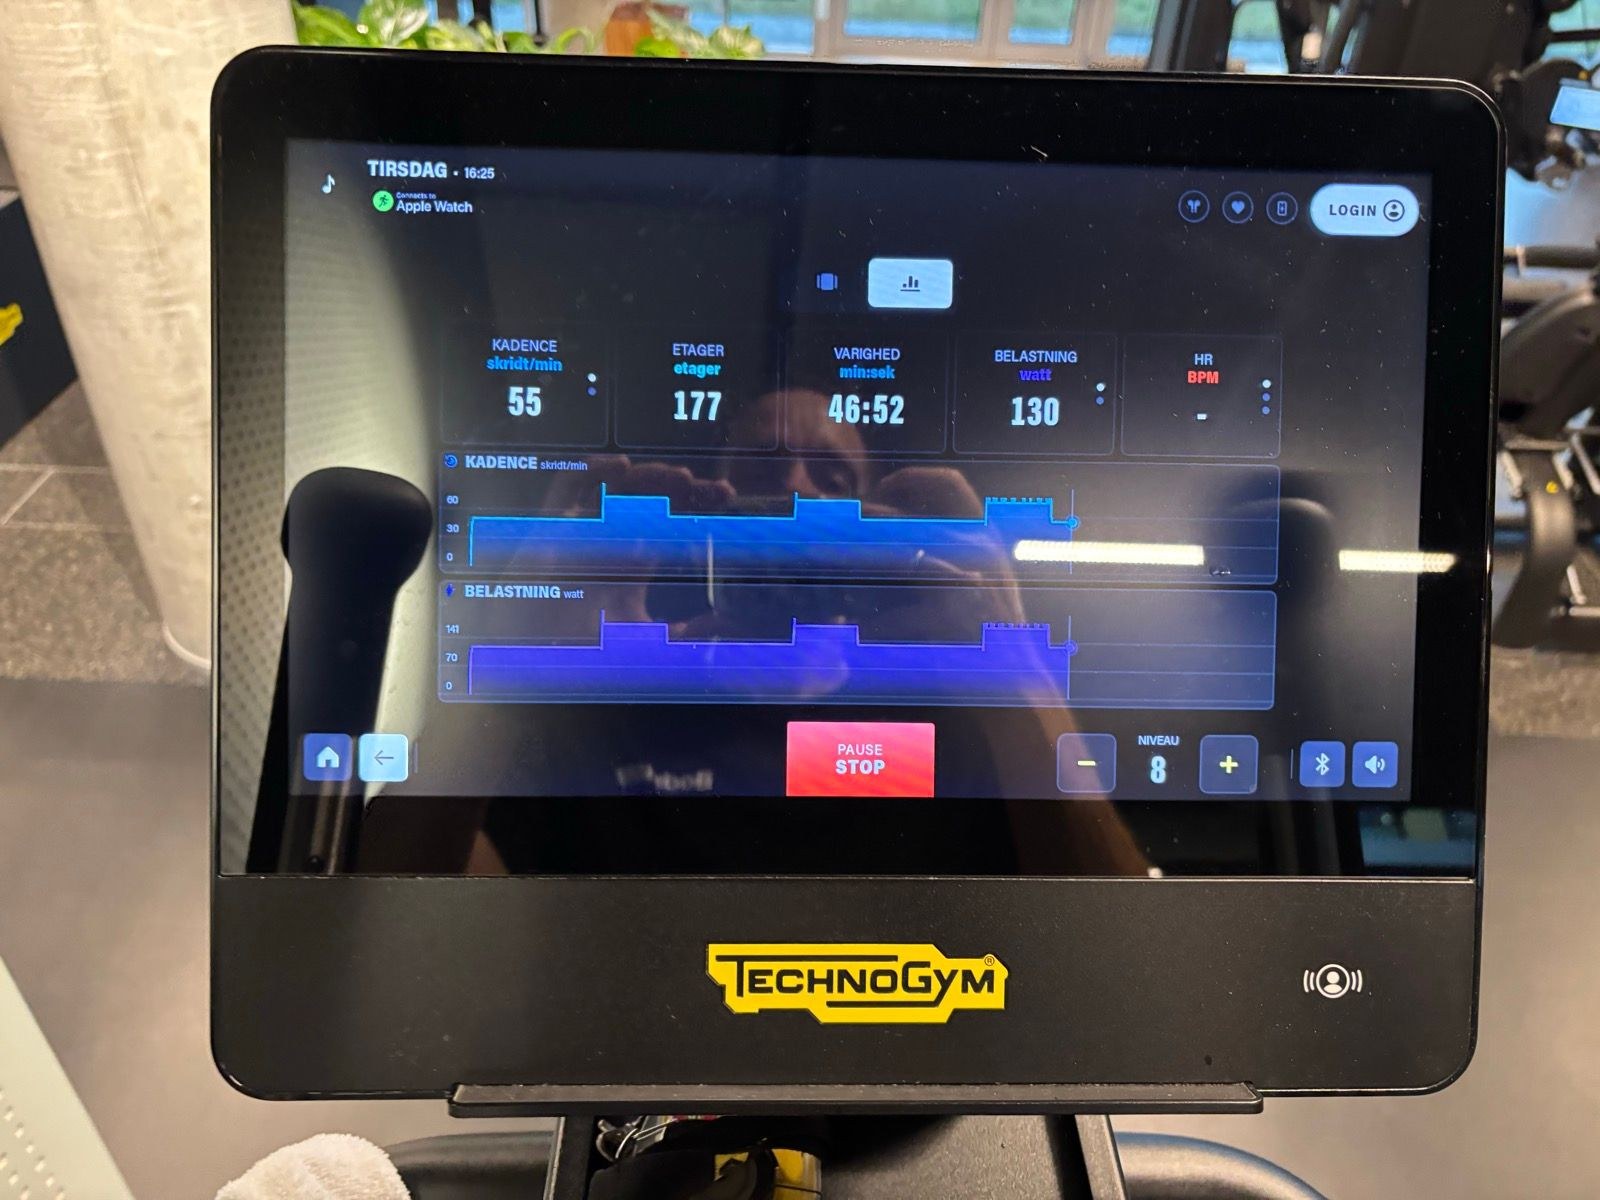 TIRSDAG · 16:25
Connects to
Apple Watch
LOGIN
KADENCE
skridt/min
55
ETAGER
etager
177
VARIGHED
min:sek
46:52
BELASTNING
watt
130
HR
BPM
-
KADENCE skridt/min
60
30
0
BELASTNING watt
141
70
0
PAUSE
STOP
NIVEAU
− 8 +
TECHNOGYM®